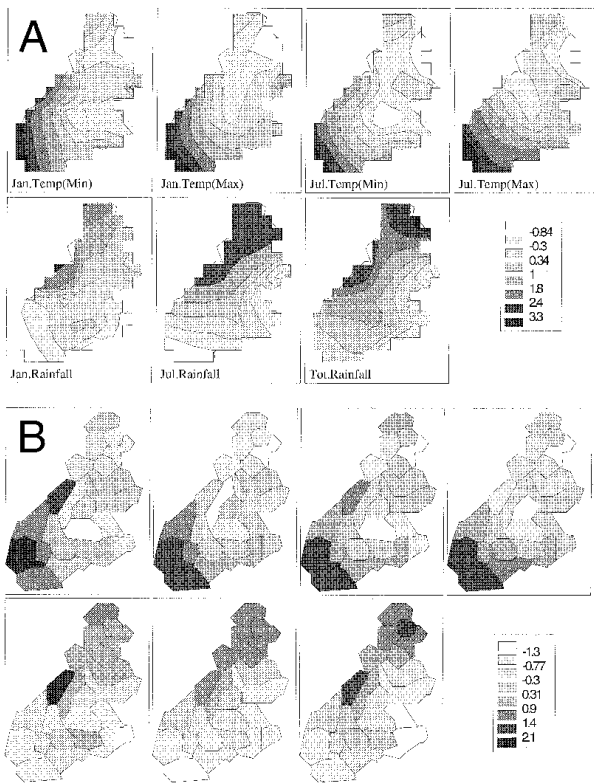 A
Jan.Temp(Min)
Jan.Temp(Max)
Jul.Temp(Min)
Jul.Temp(Max)
Jan.Rainfall
Jul.Rainfall
Tot.Rainfall
-0.84
-0.3
0.34
1
1.8
2.4
3.3
B
-1.3
-0.77
-0.3
0.31
0.9
1.4
2.1